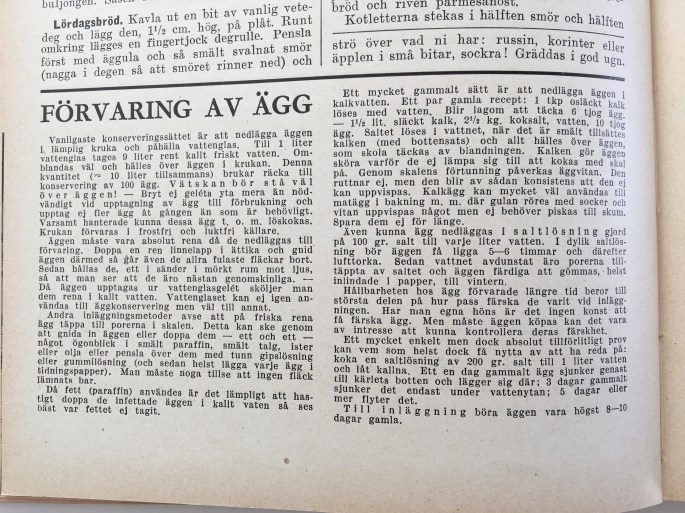 buljongen.
Lördagsbröd. Kavla ut en bit av vanlig vete-
deg och lägg den, 1½ cm. hög, på plåt. Runt
omkring lägges en fingertjock degrulle. Pensla
först med äggula och så smält svalnat smör
(nagga i degen så att smöret rinner ned) och
bröd och riven parmesanost.
Kotletterna stekas i hälften smör och hälften
strö över vad ni har: russin, korinter eller
äpplen i små bitar, sockra! Gräddas i god ugn.
FÖRVARING AV ÄGG
Vanligaste konserveringssättet är att nedlägga äggen
i lämplig kruka och påhälla vattenglas. Till 1 liter
vattenglas tages 9 liter rent kallt friskt vatten. Om-
blandas väl och hälles över äggen i krukan. Denna
kvantitet (≈ 10 liter tillsammans) brukar räcka till
konservering av 100 ägg. Vätskan bör stå väl
över äggen! — Bryt ej geléts yta mera än nöd-
vändigt vid upptagning av ägg till förbrukning och
upptag ej fler ägg åt gången än som är behövligt.
Varsamt hanterade kunna dessa ägg t. o. m. löskokas.
Krukan förvaras i frostfri och luftfri källare.
Äggen måste vara absolut rena då de nedläggas till
förvaring. Doppa en ren linnelapp i ättika och gnid
äggen därmed så går även de allra fulaste fläckar bort.
Sedan hållas de, ett i sänder i mörkt rum mot ljus,
så att man ser att de äro nästan genomskinliga. —
Då äggen upptagas ur vattenglasgelét sköljer man
dem rena i kallt vatten. Vattenglaset kan ej igen an-
vändas till äggkonservering men väl till annat.
Andra inläggningsmetoder avse att på friska rena
ägg täppa till porerna i skalen. Detta kan ske genom
att gnida in äggen eller doppa dem — ett och ett —
något ögonblick i smält paraffin, smält talg, ister
eller olja eller pensla över dem med tunn gipslösning
eller gummilösning (och sedan helst lägga varje ägg i
tidningspapper). Man måste noga tillse att ingen fläck
lämnats bar.
Då fett (paraffin) användes är det lämpligt att has-
tigt doppa de infettade äggen i kallt vaten så ses
bäst var fettet ej tagit.
Ett mycket gammalt sätt är att nedlägga äggen i
kalkvatten. Ett par gamla recept: 1 tkp osläckt kalk
löses med vatten. Blir lagom att täcka 6 tjog ägg.
— 1½ lit. släckt kalk, 2½ kg. koksalt, vatten, 10 tjog
ägg. Saltet löses i vattnet, när det är smält tillsättes
kalken (med bottensats) och allt hälles över äggen,
som skola täckas av blandningen. Kalken gör äggen
sköra varför de ej lämpa sig till att kokas med skal
på. Genom skalens förtunning påverkas äggvitan. Den
ruttnar ej, men den blir av sådan konsistens att den ej
kan uppvispas. Kalkägg kan mycket väl användas till
matägg i bakning m. m. där gulan röres med socker och
vitan uppvispas något men ej behöver piskas till skum.
Spara dem ej för länge.
Även kunna ägg nedläggas i saltlösning gjord
på 100 gr. salt till varje liter vatten. I dylik saltlös-
ning bör äggen få ligga 5—6 timmar och därefter
lufttorka. Sedan vattnet avdunstat äro porerna till-
täppta av saltet och äggen färdiga att gömmas, helst
inlindade i papper, till vintern.
Hållbarheten hos ägg förvarade längre tid beror till
största delen på hur pass färska de varit vid inlägg-
ningen. Har man egna höns är det ingen konst att
få färska ägg. Men måste äggen köpas kan det vara
av intresse att kunna kontrollera deras färskhet.
Ett mycket enkelt men dock absolut tillförlitligt prov
kan vem som helst dock få nytta av att ha reda på:
koka en saltlösning av 200 gr. salt till 1 liter vatten
och låt kallna. Ett en dag gammalt ägg sjunker genast
till kärlets botten och lägger sig där; 3 dagar gammalt
sjunker det endast under vattenytan; 5 dagar eller
mer flyter det.
Till inläggning böra äggen vara högst 8—10
dagar gamla.